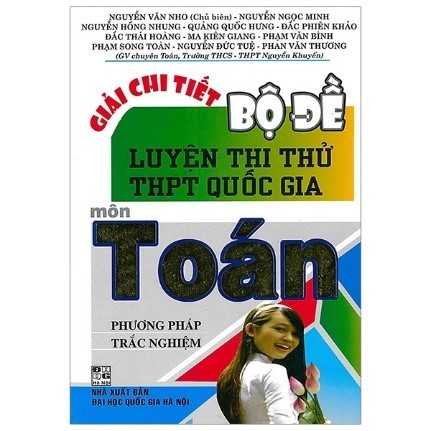 NGUYỄN VĂN NHO (Chủ biên) - NGUYỄN NGỌC MINH
NGUYỄN HỒNG NHUNG - QUẢNG QUỐC HƯNG - ĐẮC PHIÊN KHẢO
ĐẮC THÁI HOÀNG - MA KIÊN GIANG - PHẠM VĂN BÌNH
PHẠM SONG TOÀN - NGUYỄN ĐỨC TUỆ - PHAN VĂN THƯƠNG
(GV chuyên Toán, Trường THCS - THPT Nguyễn Khuyến)
GIẢI CHI TIẾT
BỘ ĐỀ
LUYỆN THI THỬ
THPT QUỐC GIA
môn
Toán
PHƯƠNG PHÁP
TRẮC NGHIỆM
Hà Nội
NHÀ XUẤT BẢN
ĐẠI HỌC QUỐC GIA HÀ NỘI